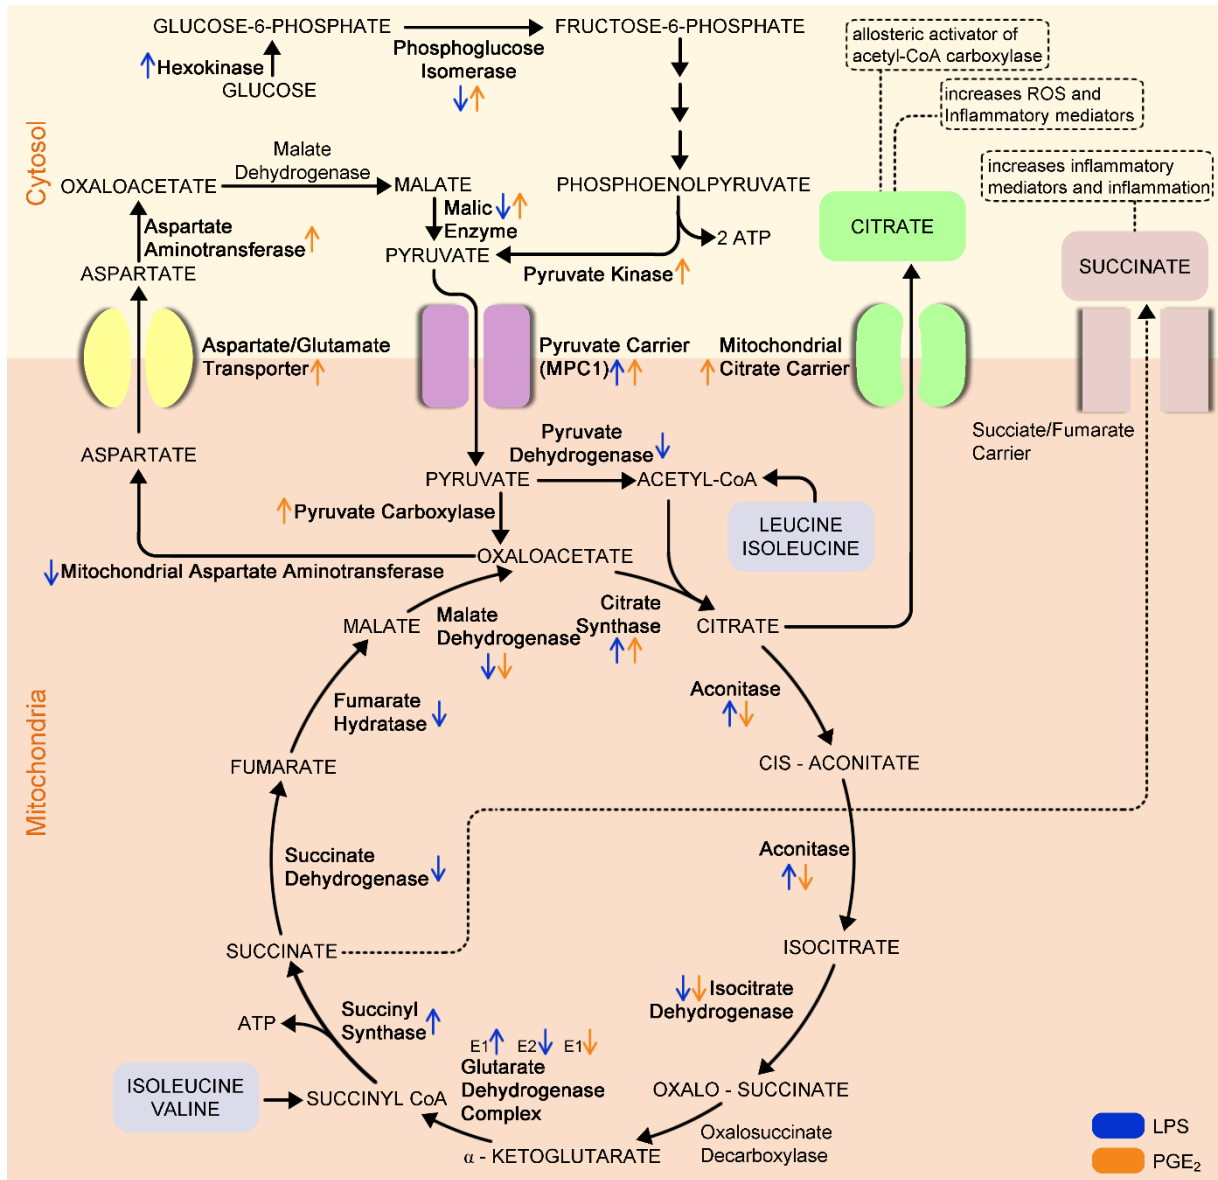 GLUCOSE-6-PHOSPHATE
FRUCTOSE-6-PHOSPHATE
Hexokinase
GLUCOSE
Phosphoglucose
Isomerase
allosteric activator of
acetyl-CoA carboxylase
increases ROS and
Inflammatory mediators
increases inflammatory
mediators and inflammation
Cytosol
OXALOACETATE
Malate
Dehydrogenase
MALATE
PHOSPHOENOLPYRUVATE
Malic
Enzyme
2 ATP
CITRATE
Aspartate
Aminotransferase
PYRUVATE
Pyruvate Kinase
SUCCINATE
ASPARTATE
Aspartate/Glutamate
Transporter
Pyruvate Carrier
(MPC1)
Mitochondrial
Citrate Carrier
Succiate/Fumarate
Carrier
ASPARTATE
Pyruvate
Dehydrogenase
PYRUVATE
ACETYL-CoA
Pyruvate Carboxylase
LEUCINE
ISOLEUCINE
OXALOACETATE
Mitochondrial Aspartate Aminotransferase
MALATE
Malate
Dehydrogenase
Citrate
Synthase
CITRATE
Mitochondria
Fumarate
Hydratase
Aconitase
FUMARATE
CIS - ACONITATE
Succinate
Dehydrogenase
Aconitase
SUCCINATE
ISOCITRATE
Isocitrate
Dehydrogenase
ATP
Succinyl
Synthase
E1 E2 E1
Glutarate
Dehydrogenase
Complex
ISOLEUCINE
VALINE
SUCCINYL CoA
OXALO - SUCCINATE
Oxalosuccinate
Decarboxylase
α - KETOGLUTARATE
LPS
PGE₂